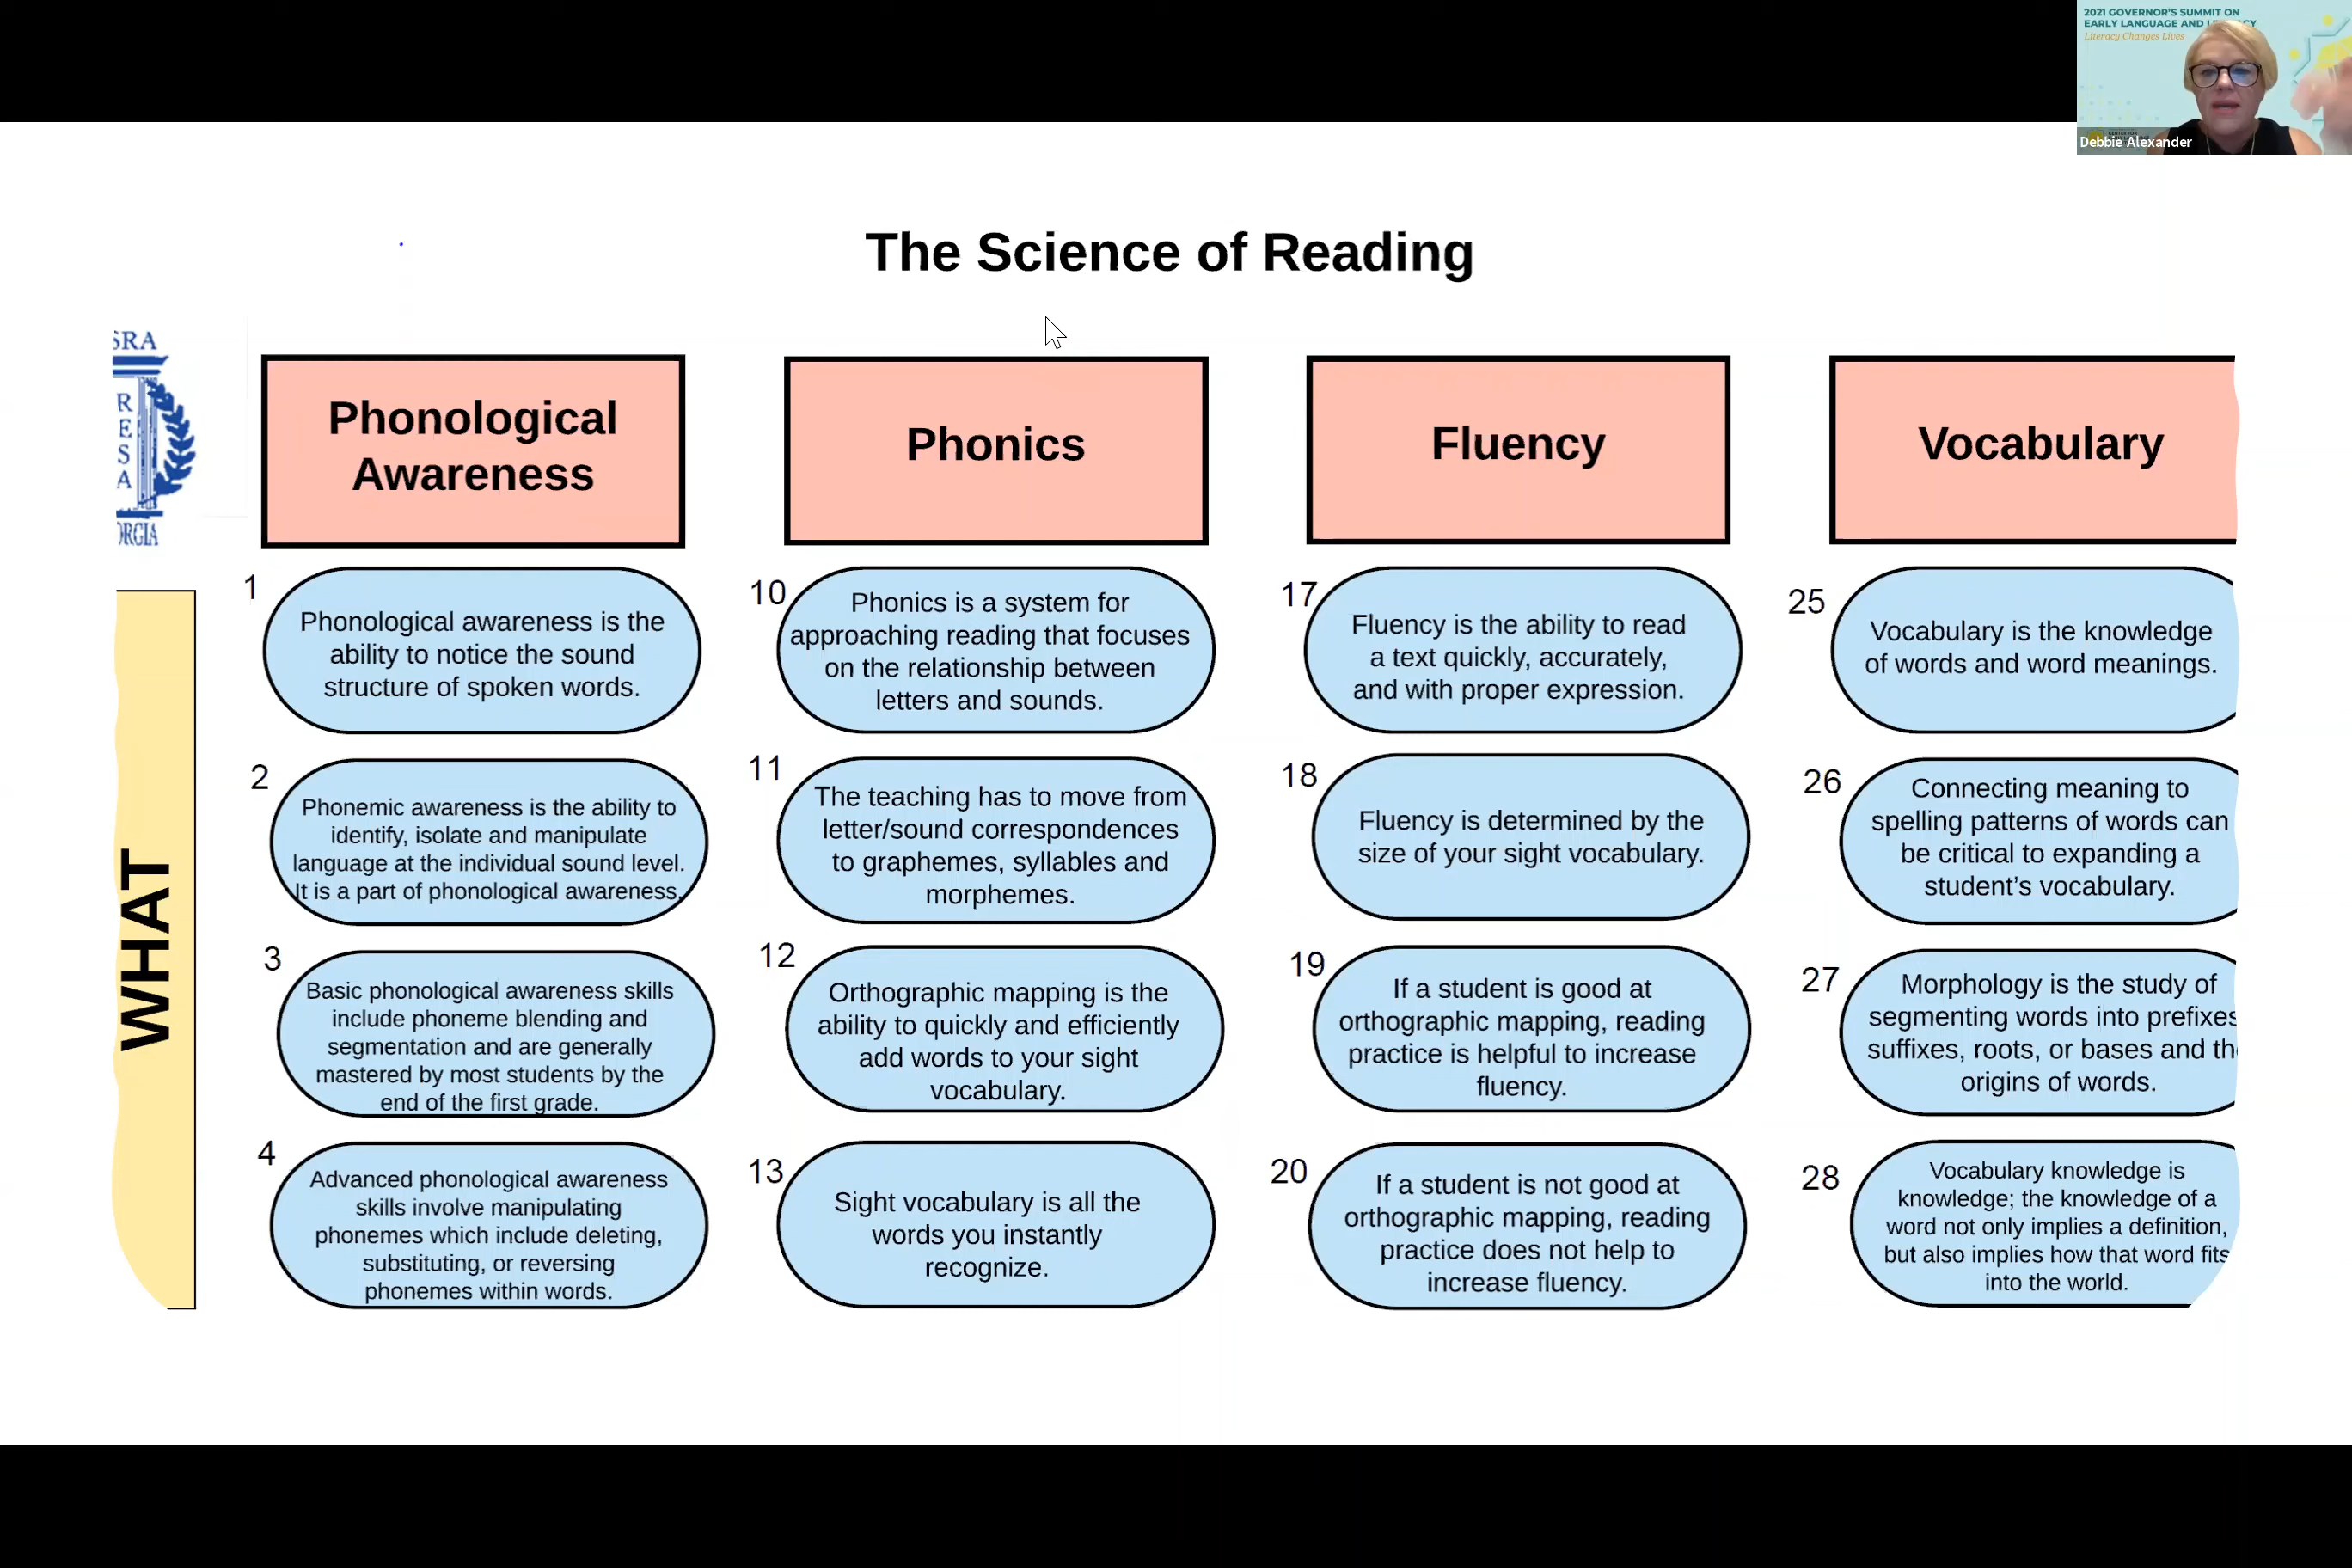 2021 GOVERNOR'S SUMMIT ON
EARLY LANGUAGE AND
Literacy Changes Lives
Debbie Alexander
The Science of Reading
SRA
R
E
S
A
ORGIA
WHAT
Phonological
Awareness
1
Phonological awareness is the
ability to notice the sound
structure of spoken words.
2
Phonemic awareness is the ability to
identify, isolate and manipulate
language at the individual sound level.
It is a part of phonological awareness.
3
Basic phonological awareness skills
include phoneme blending and
segmentation and are generally
mastered by most students by the
end of the first grade.
4
Advanced phonological awareness
skills involve manipulating
phonemes which include deleting,
substituting, or reversing
phonemes within words.
Phonics
10
Phonics is a system for
approaching reading that focuses
on the relationship between
letters and sounds.
11
The teaching has to move from
letter/sound correspondences
to graphemes, syllables and
morphemes.
12
Orthographic mapping is the
ability to quickly and efficiently
add words to your sight
vocabulary.
13
Sight vocabulary is all the
words you instantly
recognize.
Fluency
17
Fluency is the ability to read
a text quickly, accurately,
and with proper expression.
18
Fluency is determined by the
size of your sight vocabulary.
19
If a student is good at
orthographic mapping, reading
practice is helpful to increase
fluency.
20
If a student is not good at
orthographic mapping, reading
practice does not help to
increase fluency.
Vocabulary
25
Vocabulary is the knowledge
of words and word meanings.
26
Connecting meaning to
spelling patterns of words can
be critical to expanding a
student's vocabulary.
27
Morphology is the study of
segmenting words into prefixes
suffixes, roots, or bases and th
origins of words.
28
Vocabulary knowledge is
knowledge; the knowledge of a
word not only implies a definition,
but also implies how that word fits
into the world.